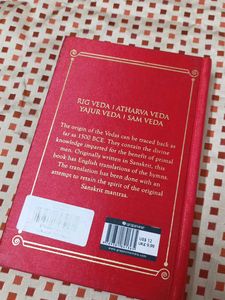 RIG VEDA | ATHARVA VEDA
YAJUR VEDA | SAM VEDA
The origin of the Vedas can be traced back as
far as 1500 BCE. They contain the divine
knowledge imparted for the benefit of primal
men. Originally written in Sanskrit, this
book has English translations of the hymns.
The translation has been done with an
attempt to retain the spirit of the original
Sanskrit mantras.
US$ 12